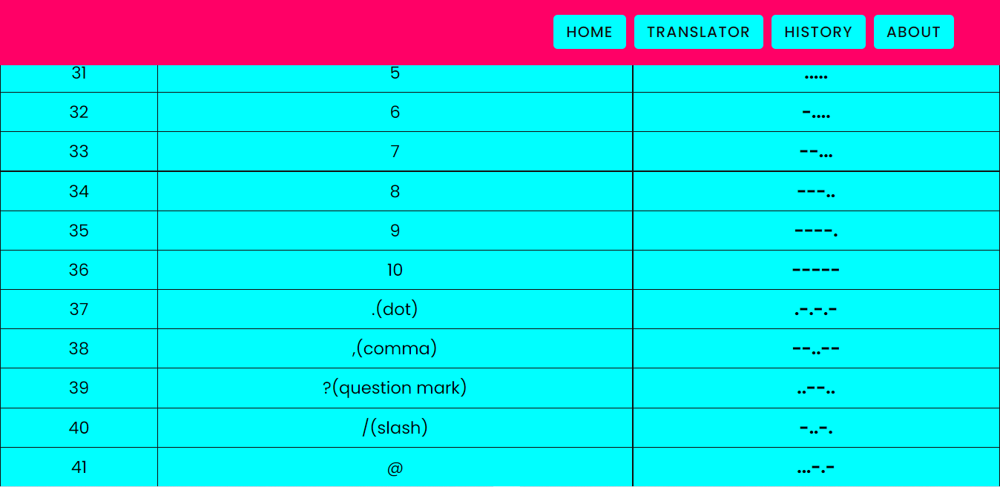 HOME TRANSLATOR HISTORY ABOUT
31 5 .....
32 6 -....
33 7 --...
34 8 ---..
35 9 ----.
36 10 -----
37 .(dot) .-.-.-
38 ,(comma) --..--
39 ?(question mark) ..--..
40 /(slash) -..-.
41 @ ...-.-